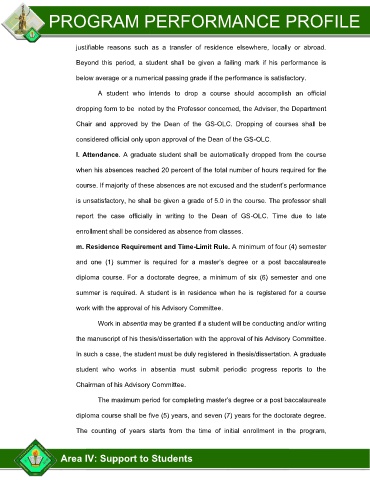 PROGRAM PERFORMANCE PROFILE
justifiable reasons such as a transfer of residence elsewhere, locally or abroad.
Beyond this period, a student shall be given a failing mark if his performance is
below average or a numerical passing grade if the performance is satisfactory.
A student who intends to drop a course should accomplish an official
dropping form to be noted by the Professor concerned, the Adviser, the Department
Chair and approved by the Dean of the GS-OLC. Dropping of courses shall be
considered official only upon approval of the Dean of the GS-OLC.
l. Attendance. A graduate student shall be automatically dropped from the course
when his absences reached 20 percent of the total number of hours required for the
course. If majority of these absences are not excused and the student's performance
is unsatisfactory, he shall be given a grade of 5.0 in the course. The professor shall
report the case officially in writing to the Dean of GS-OLC. Time due to late
enrollment shall be considered as absence from classes.
m. Residence Requirement and Time-Limit Rule. A minimum of four (4) semester
and one (1) summer is required for a master's degree or a post baccalaureate
diploma course. For a doctorate degree, a minimum of six (6) semester and one
summer is required. A student is in residence when he is registered for a course
work with the approval of his Advisory Committee.
Work in absentia may be granted if a student will be conducting and/or writing
the manuscript of his thesis/dissertation with the approval of his Advisory Committee.
In such a case, the student must be duly registered in thesis/dissertation. A graduate
student who works in absentia must submit periodic progress reports to the
Chairman of his Advisory Committee.
The maximum period for completing master's degree or a post baccalaureate
diploma course shall be five (5) years, and seven (7) years for the doctorate degree.
The counting of years starts from the time of initial enrollment in the program,
Area IV: Support to Students